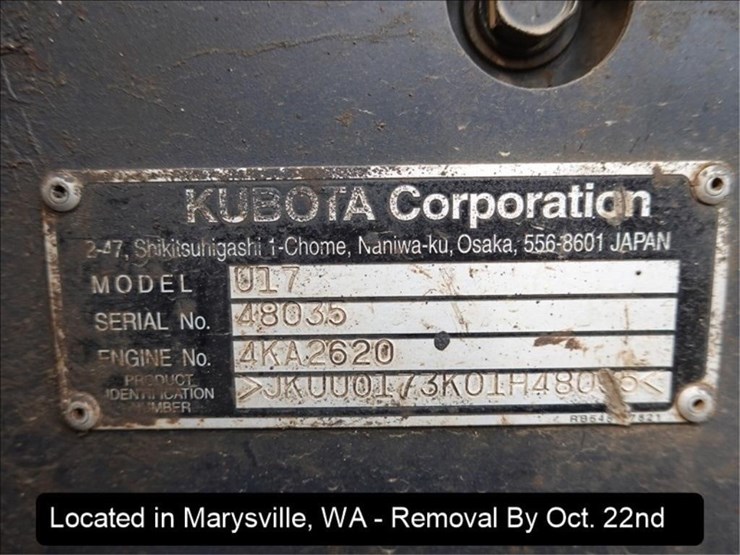 KUBOTA Corporation
2-47, Shikitsuhigashi 1-Chome, Naniwa-ku, Osaka, 556-8601 JAPAN
MODEL U17
SERIAL No. 48035
ENGINE No. 4KA2620
PRODUCT
IDENTIFICATION
NUMBER
Located in Marysville, WA - Removal By Oct. 22nd